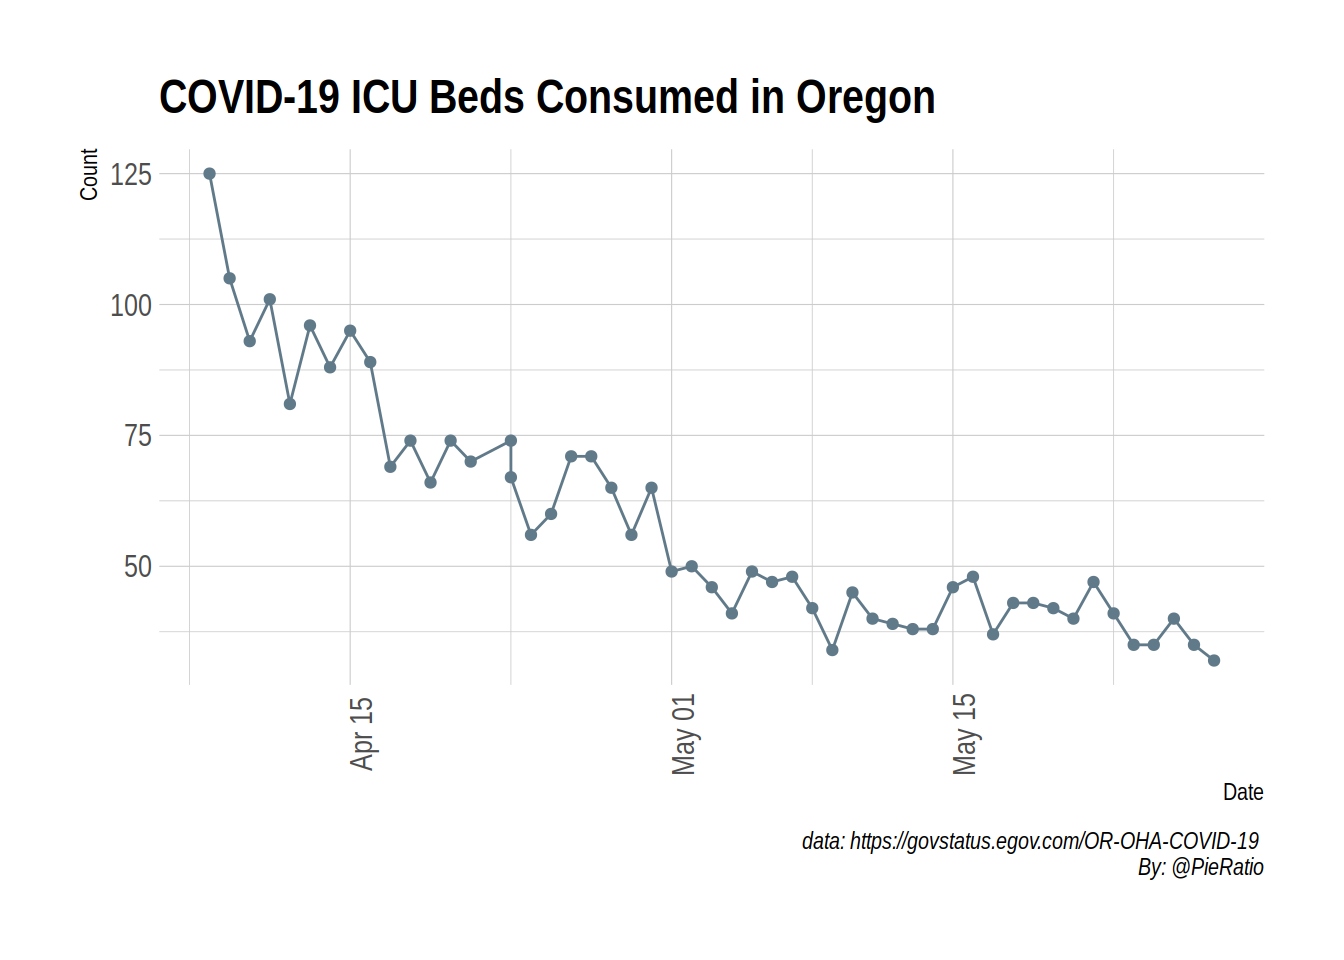 COVID-19 ICU Beds Consumed in Oregon
Count
125
100
75
50
Apr 15
May 01
May 15
Date
data: https://govstatus.egov.com/OR-OHA-COVID-19
By: @PieRatio